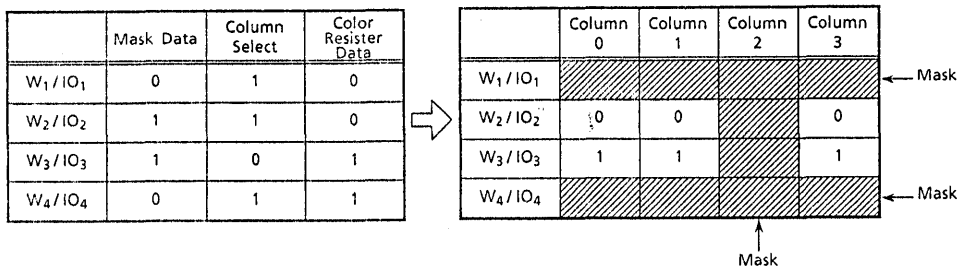 Mask Data Column Select Color Resister Data
W1/IO1 0 1 0
W2/IO2 1 1 0
W3/IO3 1 0 1
W4/IO4 0 1 1
Column 0 Column 1 Column 2 Column 3
W1/IO1 Mask
W2/IO2 0 0 0
W3/IO3 1 1 1
W4/IO4 Mask
Mask